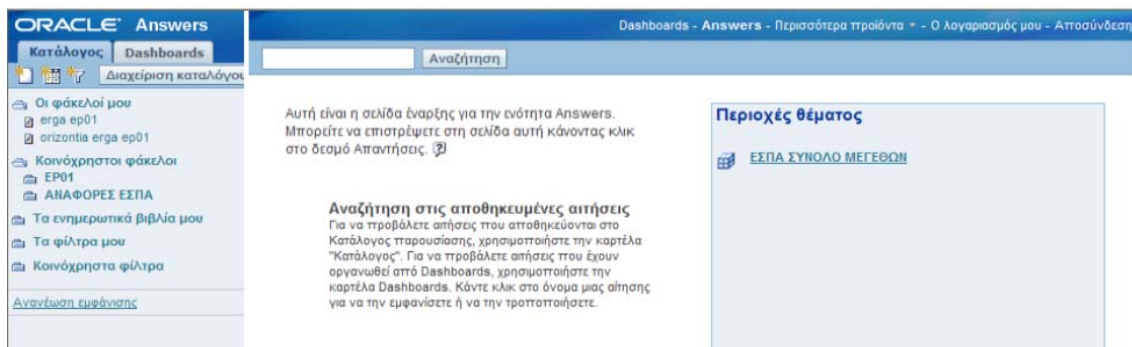 ORACLE Answers
Dashboards - Answers - Περισσότερα προϊόντα - Ο λογαριασμός μου - Αποσύνδεση
Κατάλογος Dashboards
Αναζήτηση
Διαχείριση καταλόγου
Οι φάκελοί μου
erga ep01
orizontia erga ep01
Κοινόχρηστοι φάκελοι
EP01
ΑΝΑΦΟΡΕΣ ΕΣΠΑ
Τα ενημερωτικά βιβλία μου
Τα φίλτρα μου
Κοινόχρηστα φίλτρα
Ανανέωση εμφάνισης
Αυτή είναι η σελίδα έναρξης για την ενότητα Answers.
Μπορείτε να επιστρέψετε στη σελίδα αυτή κάνοντας κλικ
στο δεσμό Απαντήσεις.
Αναζήτηση στις αποθηκευμένες αιτήσεις
Για να προβάλετε αιτήσεις που αποθηκεύονται στο
Κατάλογος παρουσίασης, χρησιμοποιήστε την καρτέλα
"Κατάλογος". Για να προβάλετε αιτήσεις που έχουν
οργανωθεί από Dashboards, χρησιμοποιήστε την
καρτέλα Dashboards. Κάντε κλικ στο όνομα μιας αίτησης
για να την εμφανίσετε ή να την τροποποιήσετε.
Περιοχές θέματος
ΕΣΠΑ ΣΥΝΟΛΟ ΜΕΓΕΘΩΝ